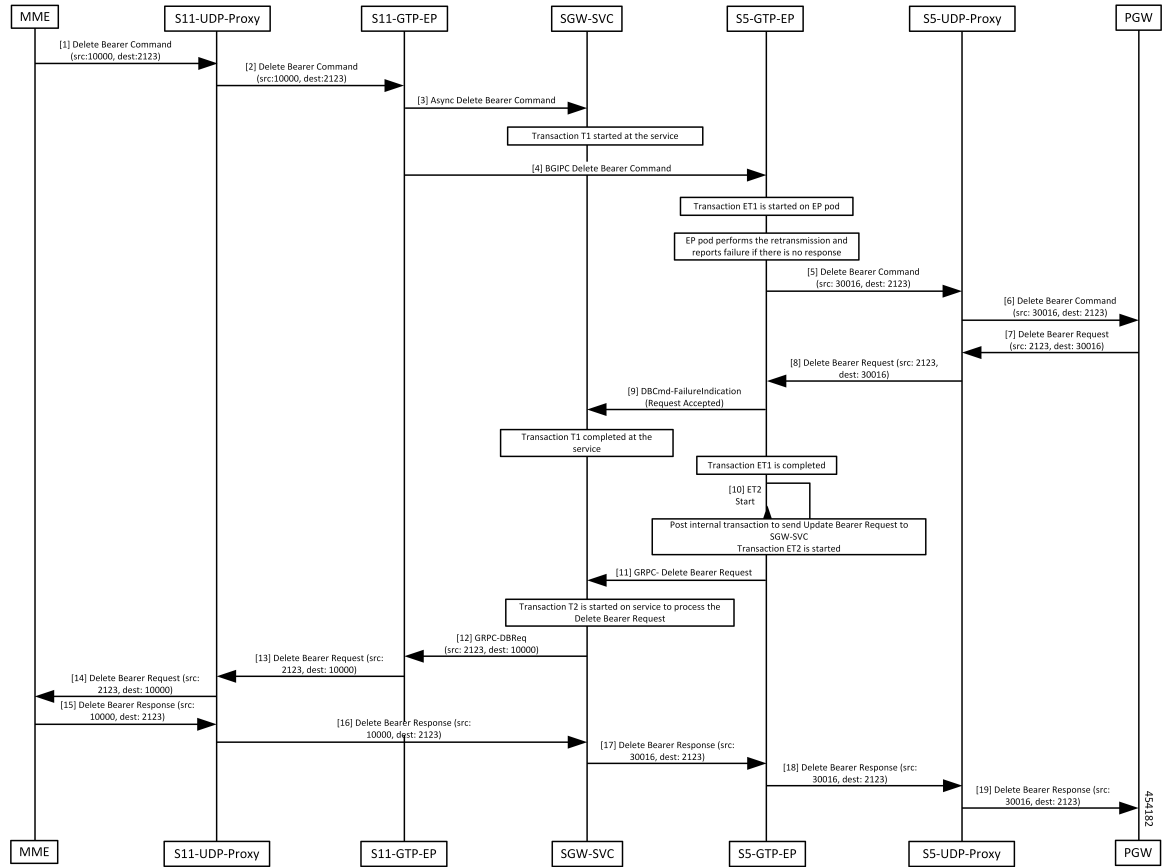 MME
S11-UDP-Proxy
S11-GTP-EP
SGW-SVC
S5-GTP-EP
S5-UDP-Proxy
PGW
[1] Delete Bearer Command
(src:10000, dest:2123)
[2] Delete Bearer Command
(src:10000, dest:2123)
[3] Async Delete Bearer Command
Transaction T1 started at the service
[4] BGIPC Delete Bearer Command
Transaction ET1 is started on EP pod
EP pod performs the retransmission and
reports failure if there is no response
[5] Delete Bearer Command
(src: 30016, dest: 2123)
[6] Delete Bearer Command
(src: 30016, dest: 2123)
[7] Delete Bearer Request
(src: 2123, dest: 30016)
[8] Delete Bearer Request (src: 2123,
dest: 30016)
[9] DBCmd-FailureIndication
(Request Accepted)
Transaction T1 completed at the
service
Transaction ET1 is completed
[10] ET2
Start
Post internal transaction to send Update Bearer Request to
SGW-SVC
Transaction ET2 is started
[11] GRPC- Delete Bearer Request
Transaction T2 is started on service to process the
Delete Bearer Request
[12] GRPC-DBReq
(src: 2123, dest: 10000)
[13] Delete Bearer Request (src:
2123, dest: 10000)
[14] Delete Bearer Request (src:
2123, dest: 10000)
[15] Delete Bearer Response (src:
10000, dest: 2123)
[16] Delete Bearer Response (src:
10000, dest: 2123)
[17] Delete Bearer Response (src:
30016, dest: 2123)
[18] Delete Bearer Response (src:
30016, dest: 2123)
[19] Delete Bearer Response (src:
30016, dest: 2123)
454182
MME
S11-UDP-Proxy
S11-GTP-EP
SGW-SVC
S5-GTP-EP
S5-UDP-Proxy
PGW